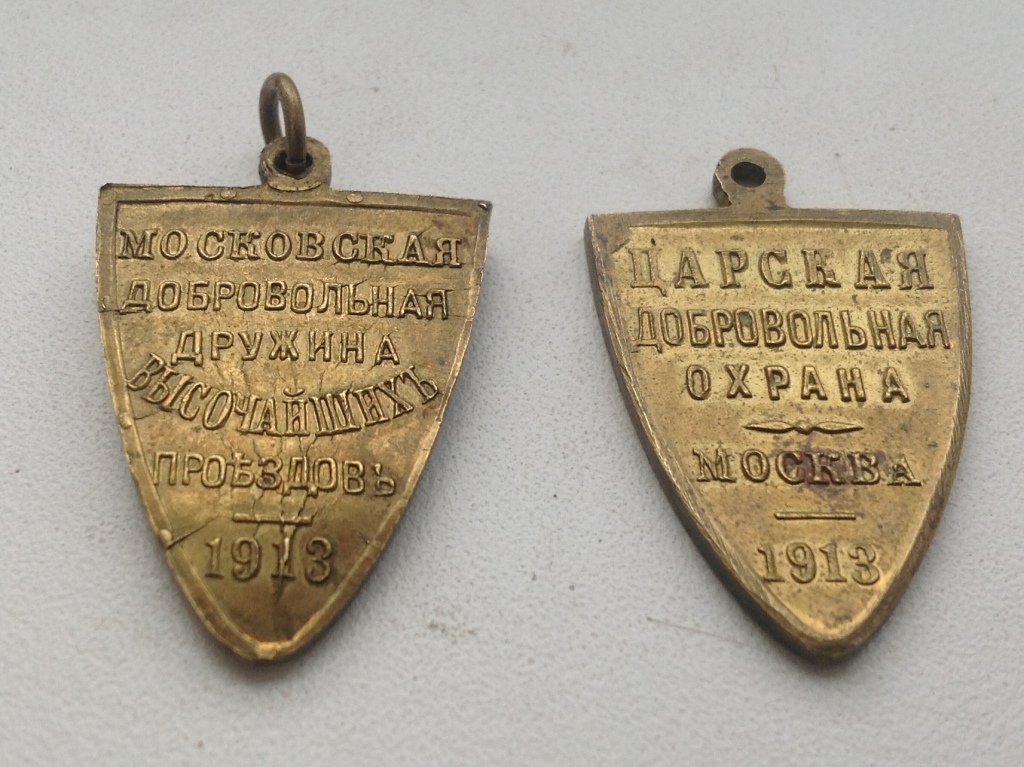 МОСКОВСКАЯ
ДОБРОВОЛЬНАЯ
ДРУЖИНА
ВЫСОЧАЙШИХЪ
ПРОѢЗДОВЪ
1913
ЦАРСКАЯ
ДОБРОВОЛЬНАЯ
ОХРАНА
МОСКВА
1913